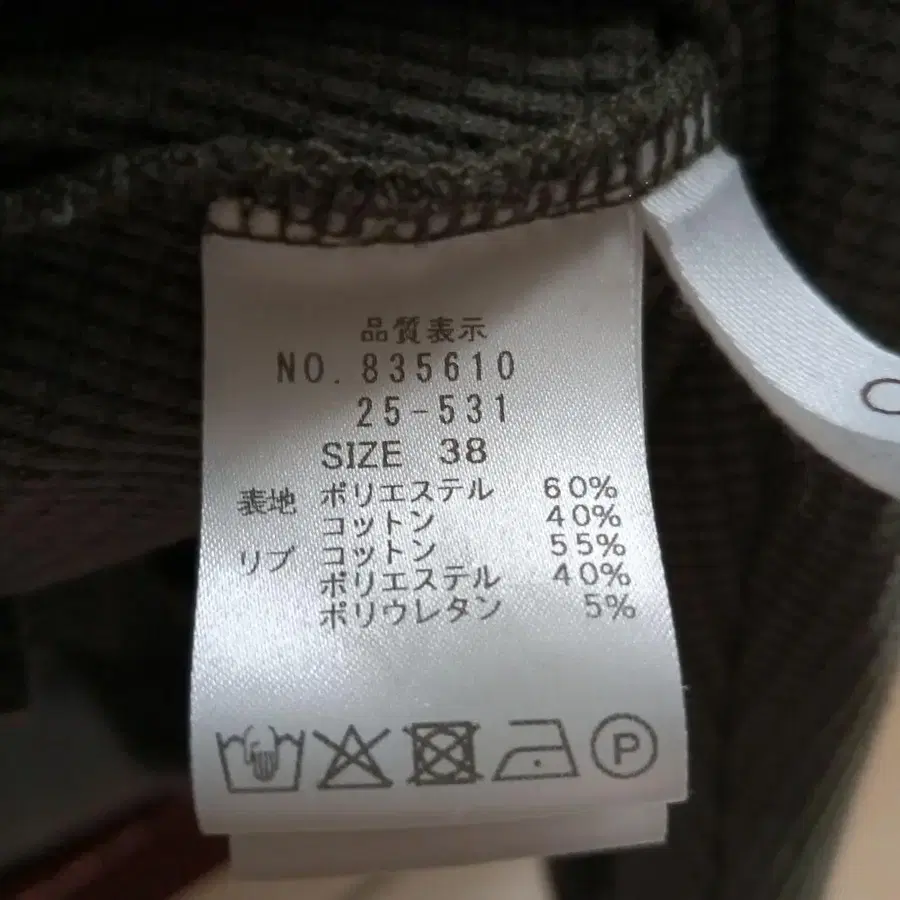 品質表示
NO. 835610
25-531
SIZE 38
表地 ポリエステル 60%
コットン 40%
リブ コットン 55%
ポリエステル 40%
ポリウレタン 5%
P